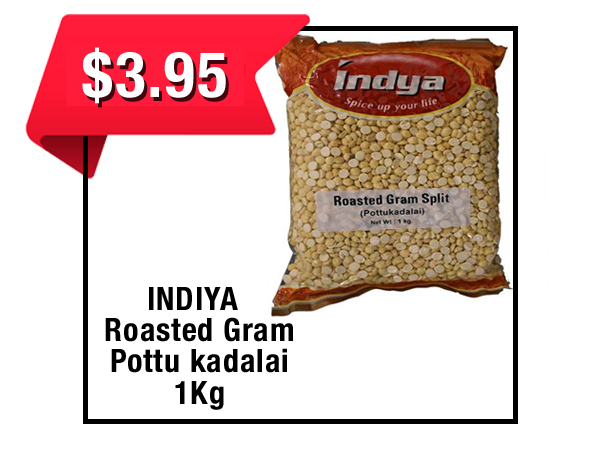 $3.95
Indya
Spice up your life
Roasted Gram Split
(Pottukadalai)
Net Wt : 1 kg.
INDIYA
Roasted Gram
Pottu kadalai
1Kg